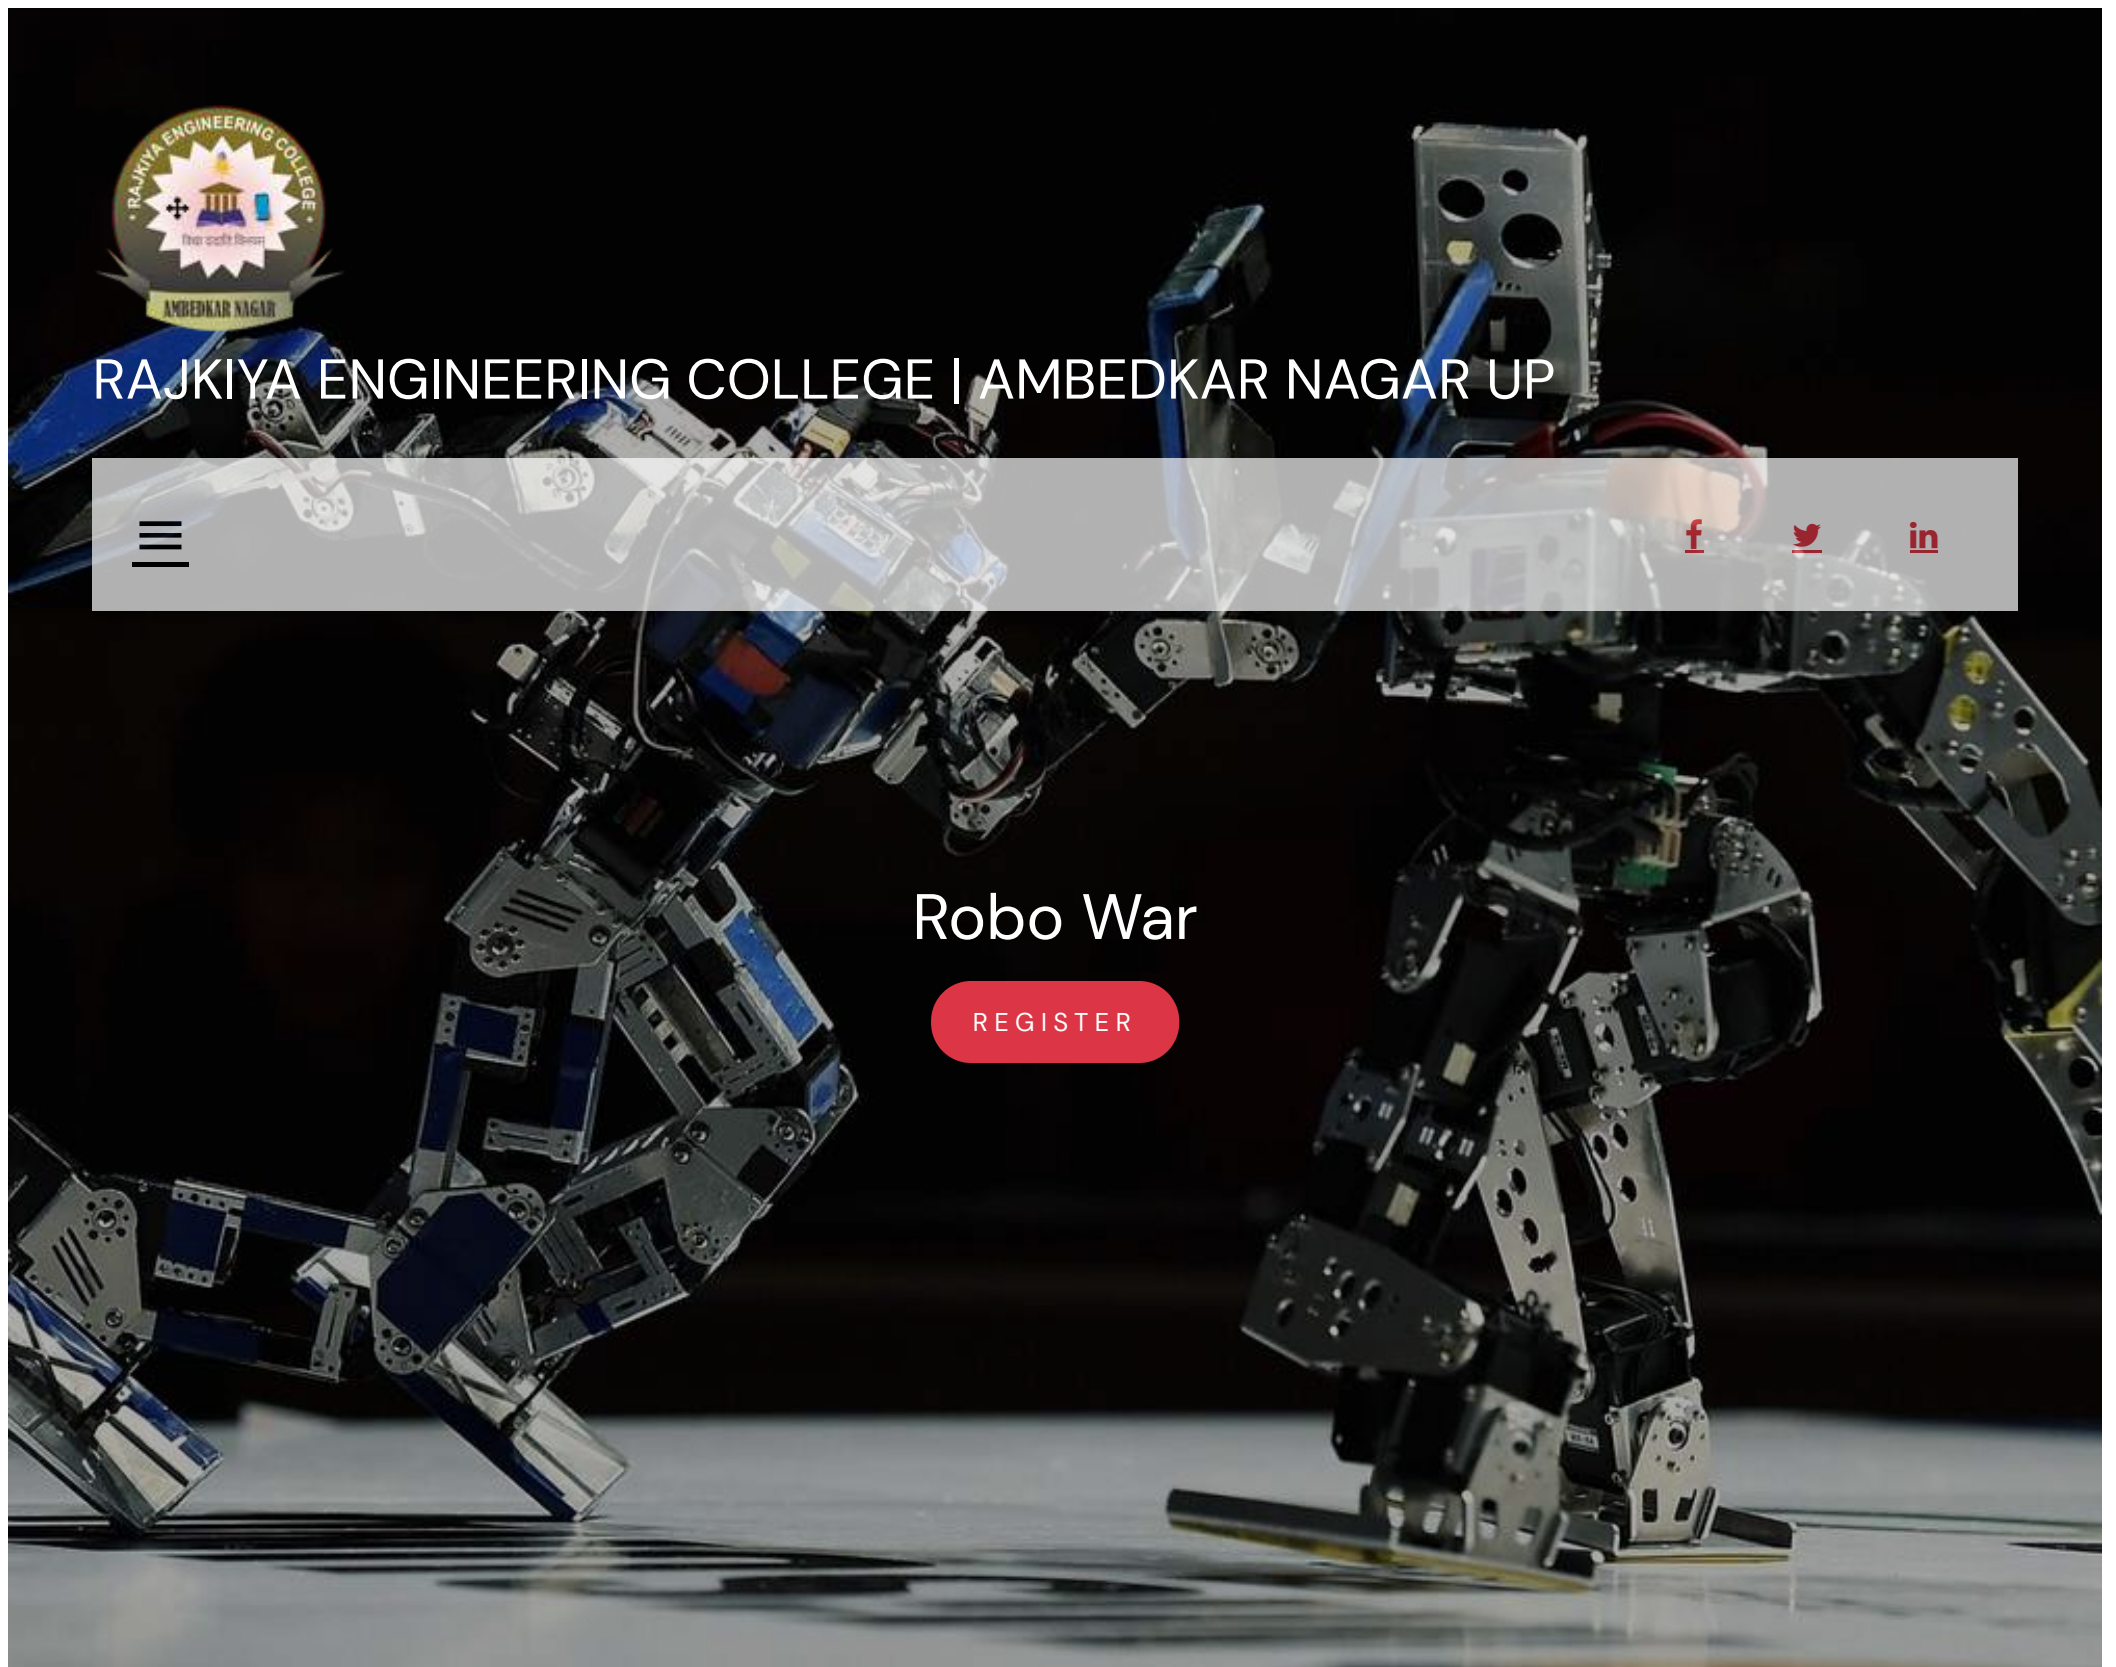 RAJKIYA ENGINEERING COLLEGE
AMBEDKAR NAGAR
RAJKIYA ENGINEERING COLLEGE | AMBEDKAR NAGAR UP
f
in
Robo War
REGISTER